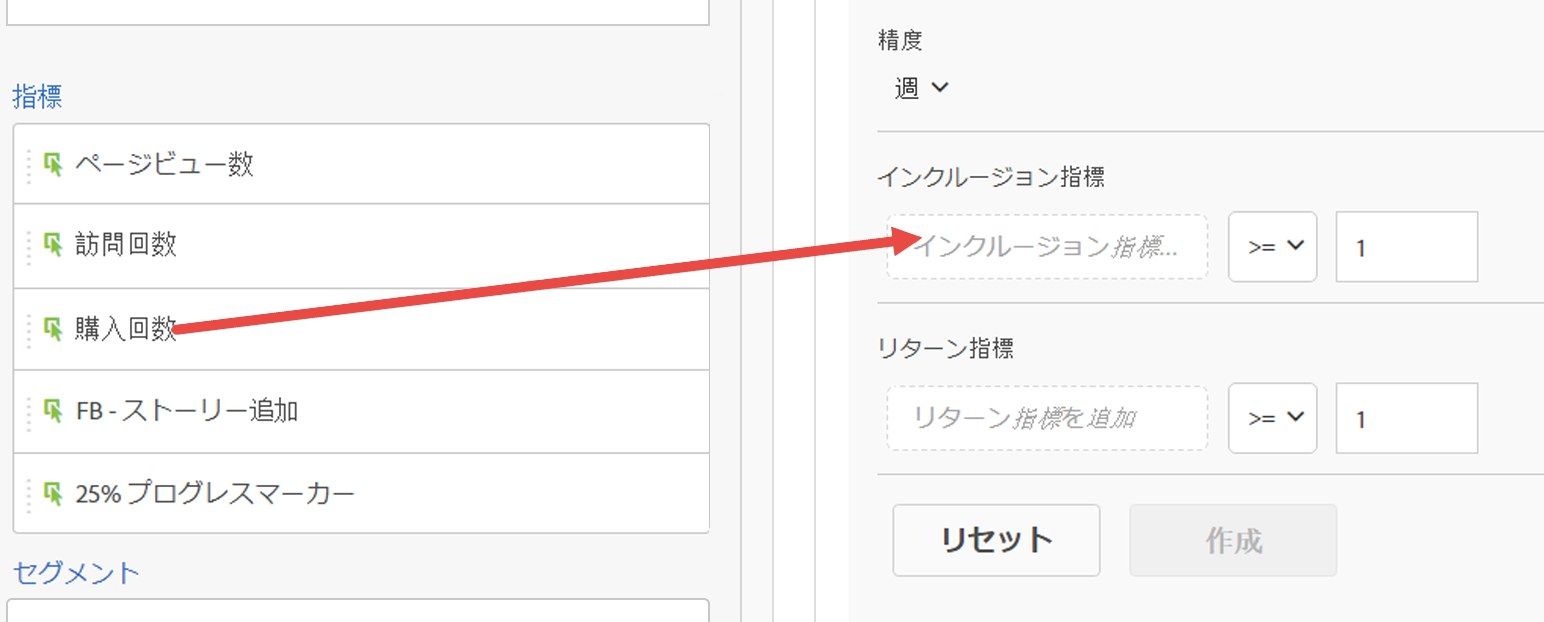 指標
ページビュー数
訪問回数
購入回数
FB - ストーリー追加
25% プログレスマーカー
セグメント
精度
週
インクルージョン指標
インクルージョン指標...
>=
1
リターン指標
リターン指標を追加
>=
1
リセット
作成